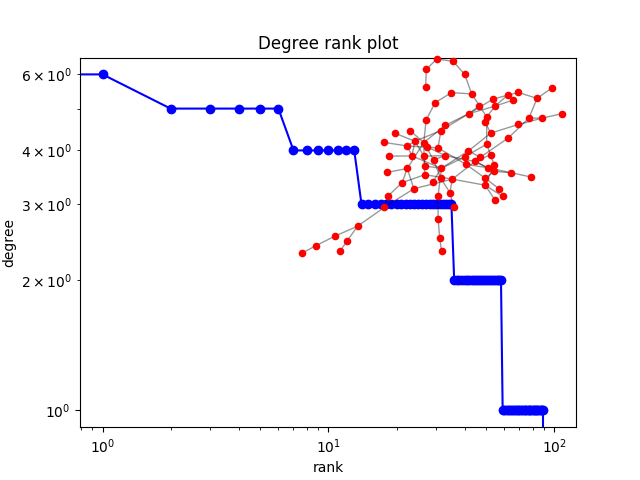 Degree rank plot
degree
6 × 10⁰
4 × 10⁰
3 × 10⁰
2 × 10⁰
10⁰
10⁰ 10¹ 10²
rank